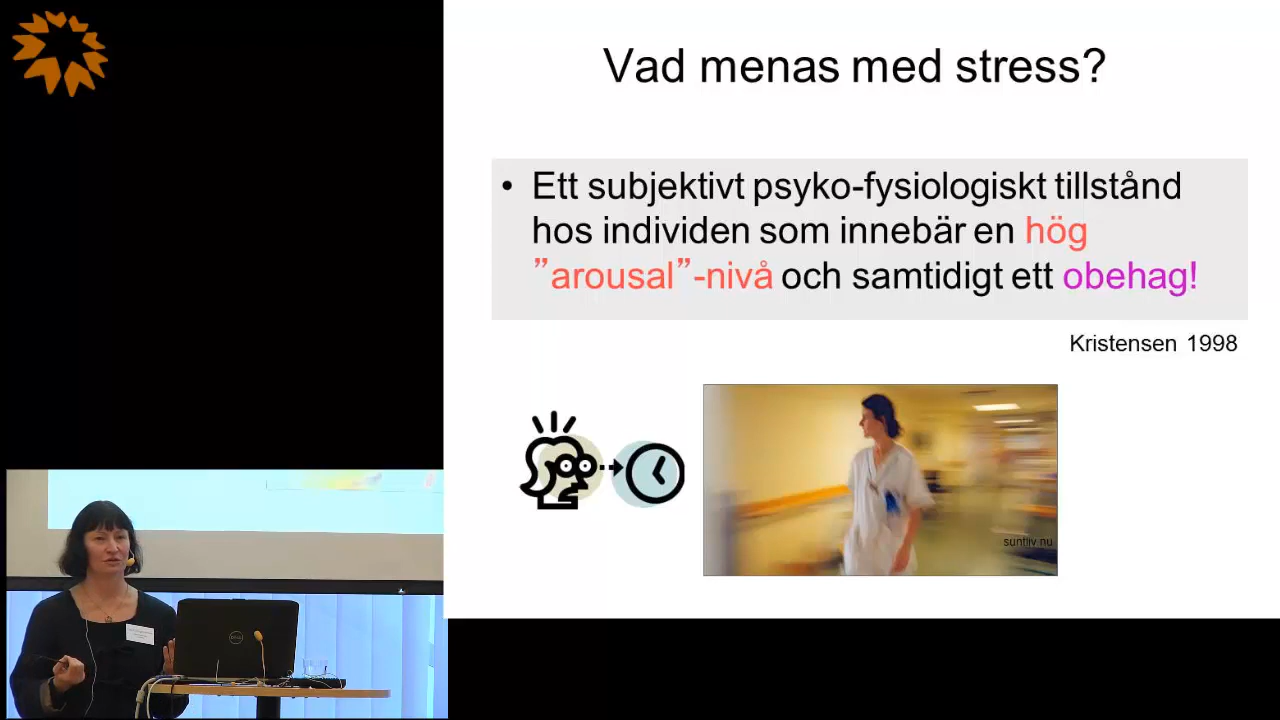 Vad menas med stress?
• Ett subjektivt psyko-fysiologiskt tillstånd
hos individen som innebär en hög
”arousal”-nivå och samtidigt ett obehag!
Kristensen 1998
suntliv.nu
DELL